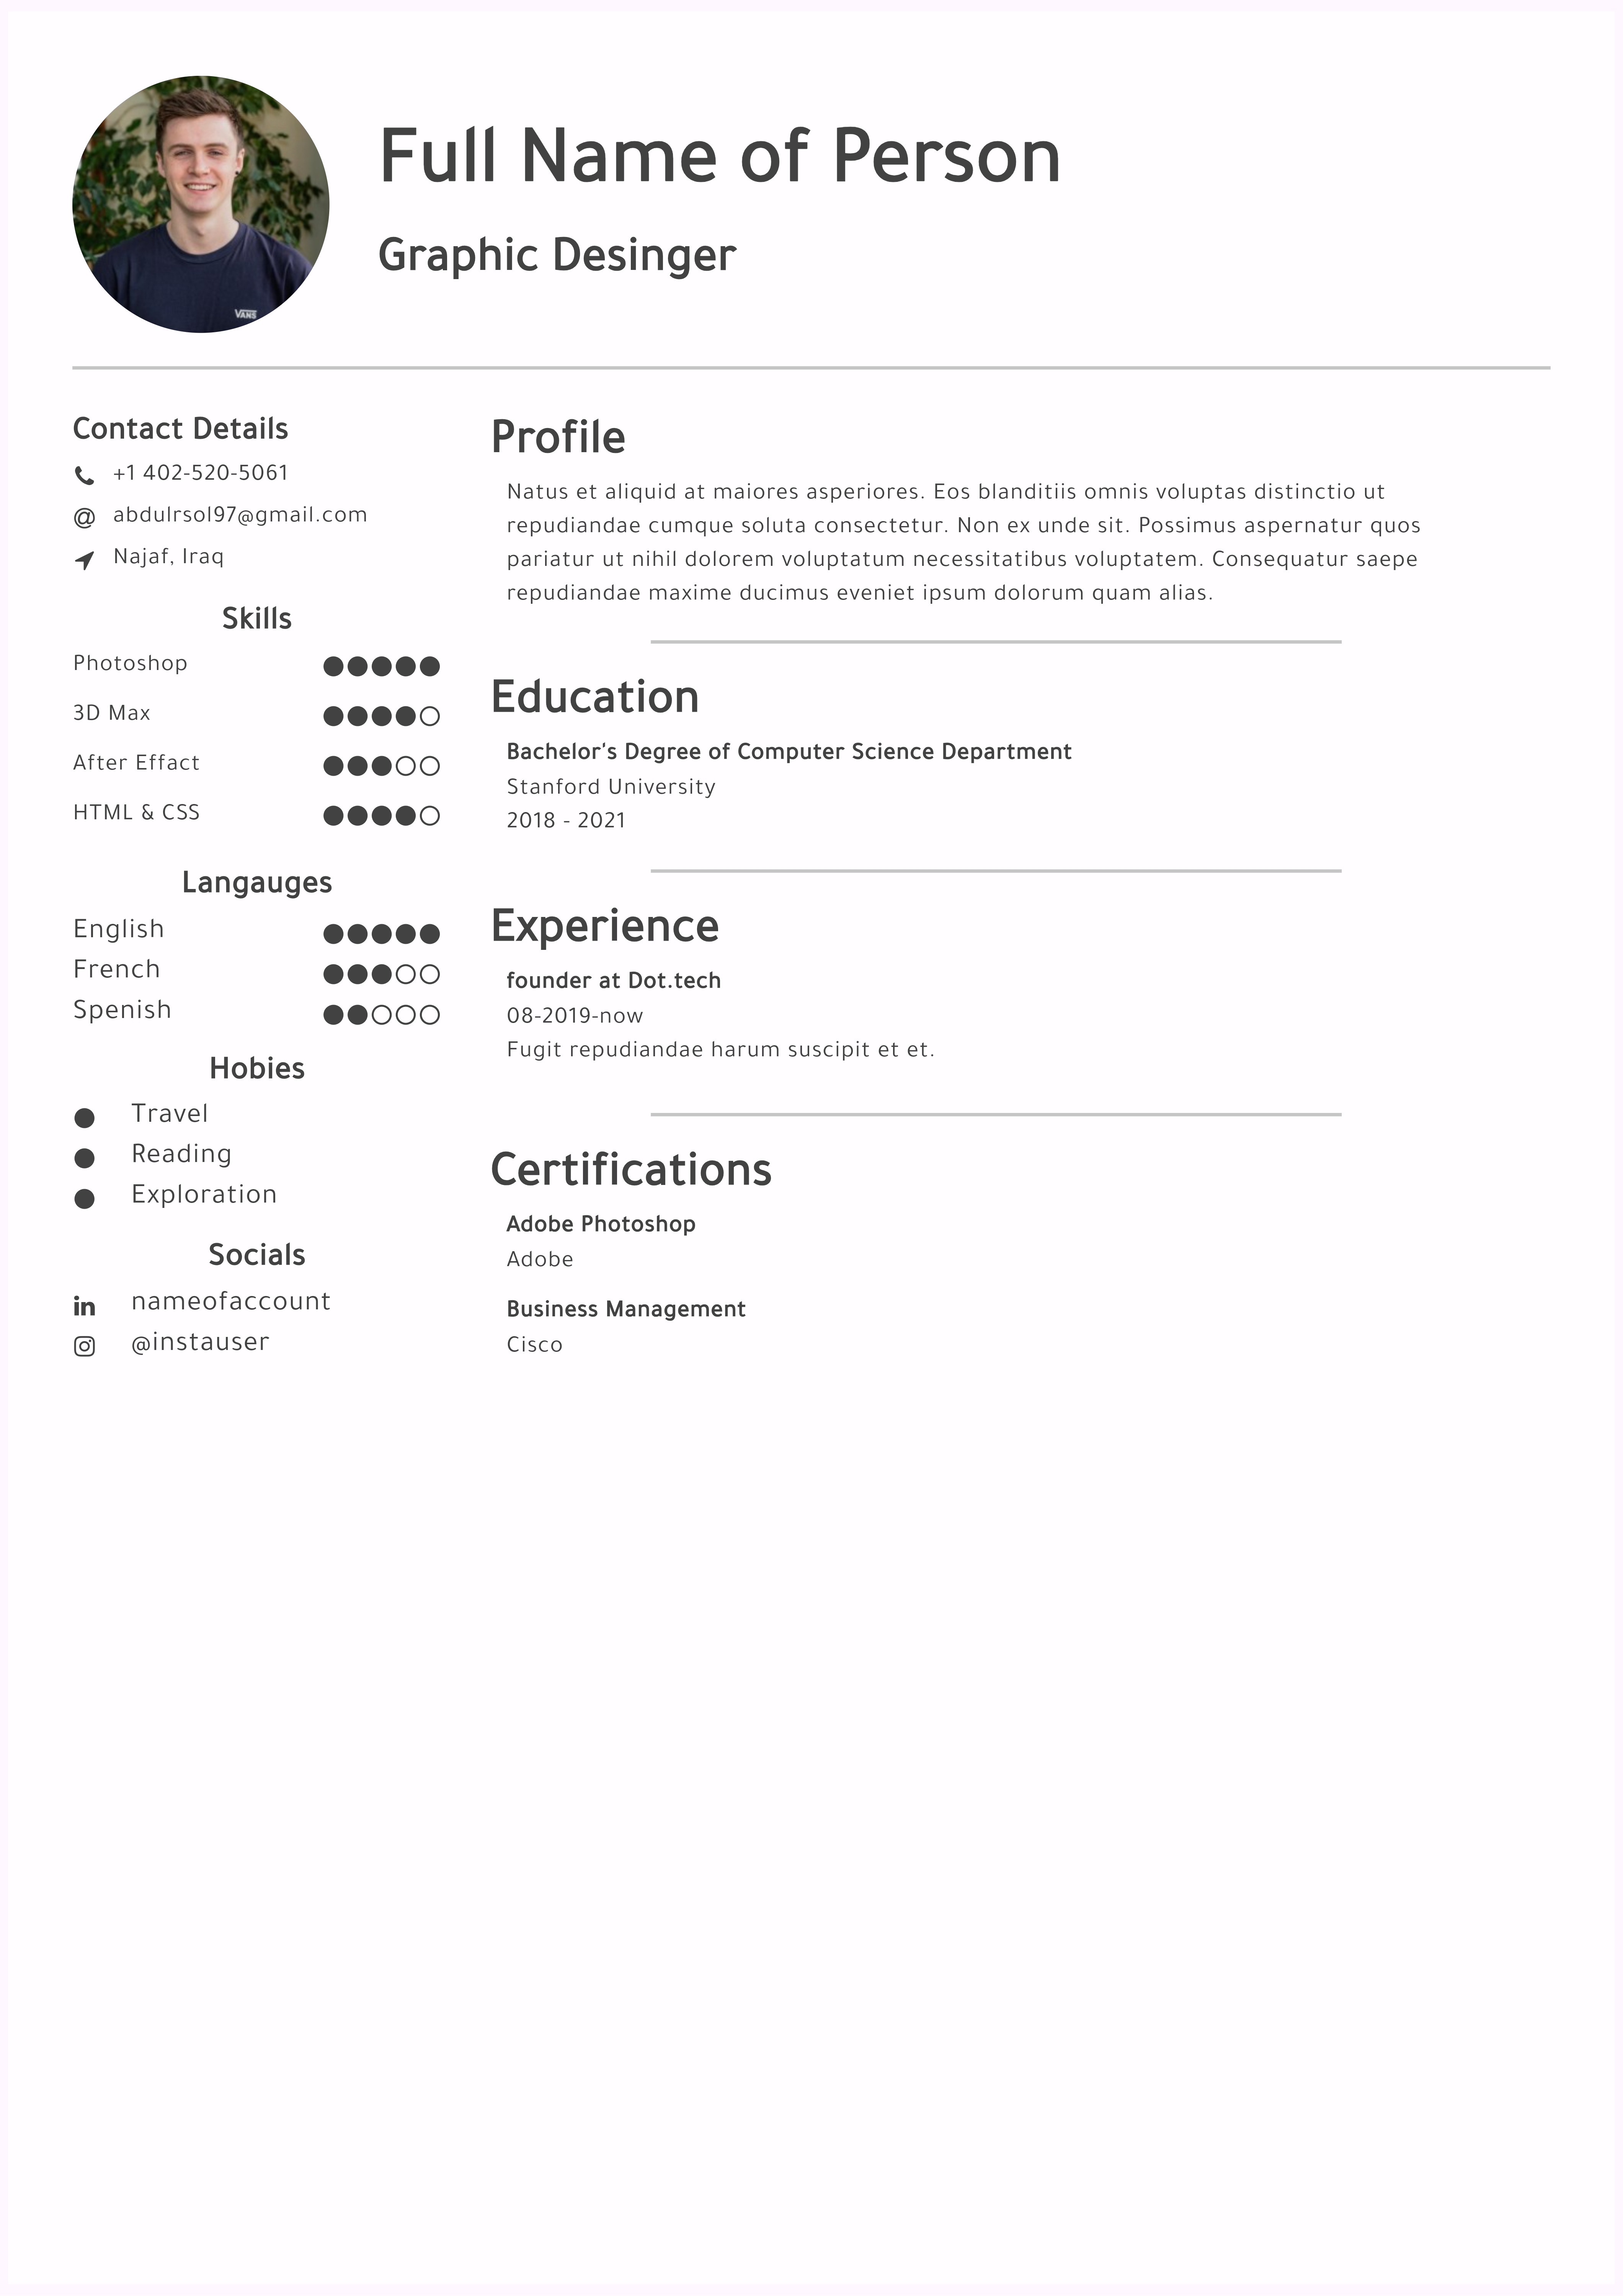 Full Name of Person
Graphic Desinger
VANS
Contact Details
+1 402-520-5061
abdulrsol97@gmail.com
Najaf, Iraq
Skills
Photoshop
3D Max
After Effact
HTML & CSS
Langauges
English
French
Spenish
Hobies
Travel
Reading
Exploration
Socials
in nameofaccount
@instauser
Profile
Natus et aliquid at maiores asperiores. Eos blanditiis omnis voluptas distinctio ut
repudiandae cumque soluta consectetur. Non ex unde sit. Possimus aspernatur quos
pariatur ut nihil dolorem voluptatum necessitatibus voluptatem. Consequatur saepe
repudiandae maxime ducimus eveniet ipsum dolorum quam alias.
Education
Bachelor's Degree of Computer Science Department
Stanford University
2018 - 2021
Experience
founder at Dot.tech
08-2019-now
Fugit repudiandae harum suscipit et et.
Certifications
Adobe Photoshop
Adobe
Business Management
Cisco